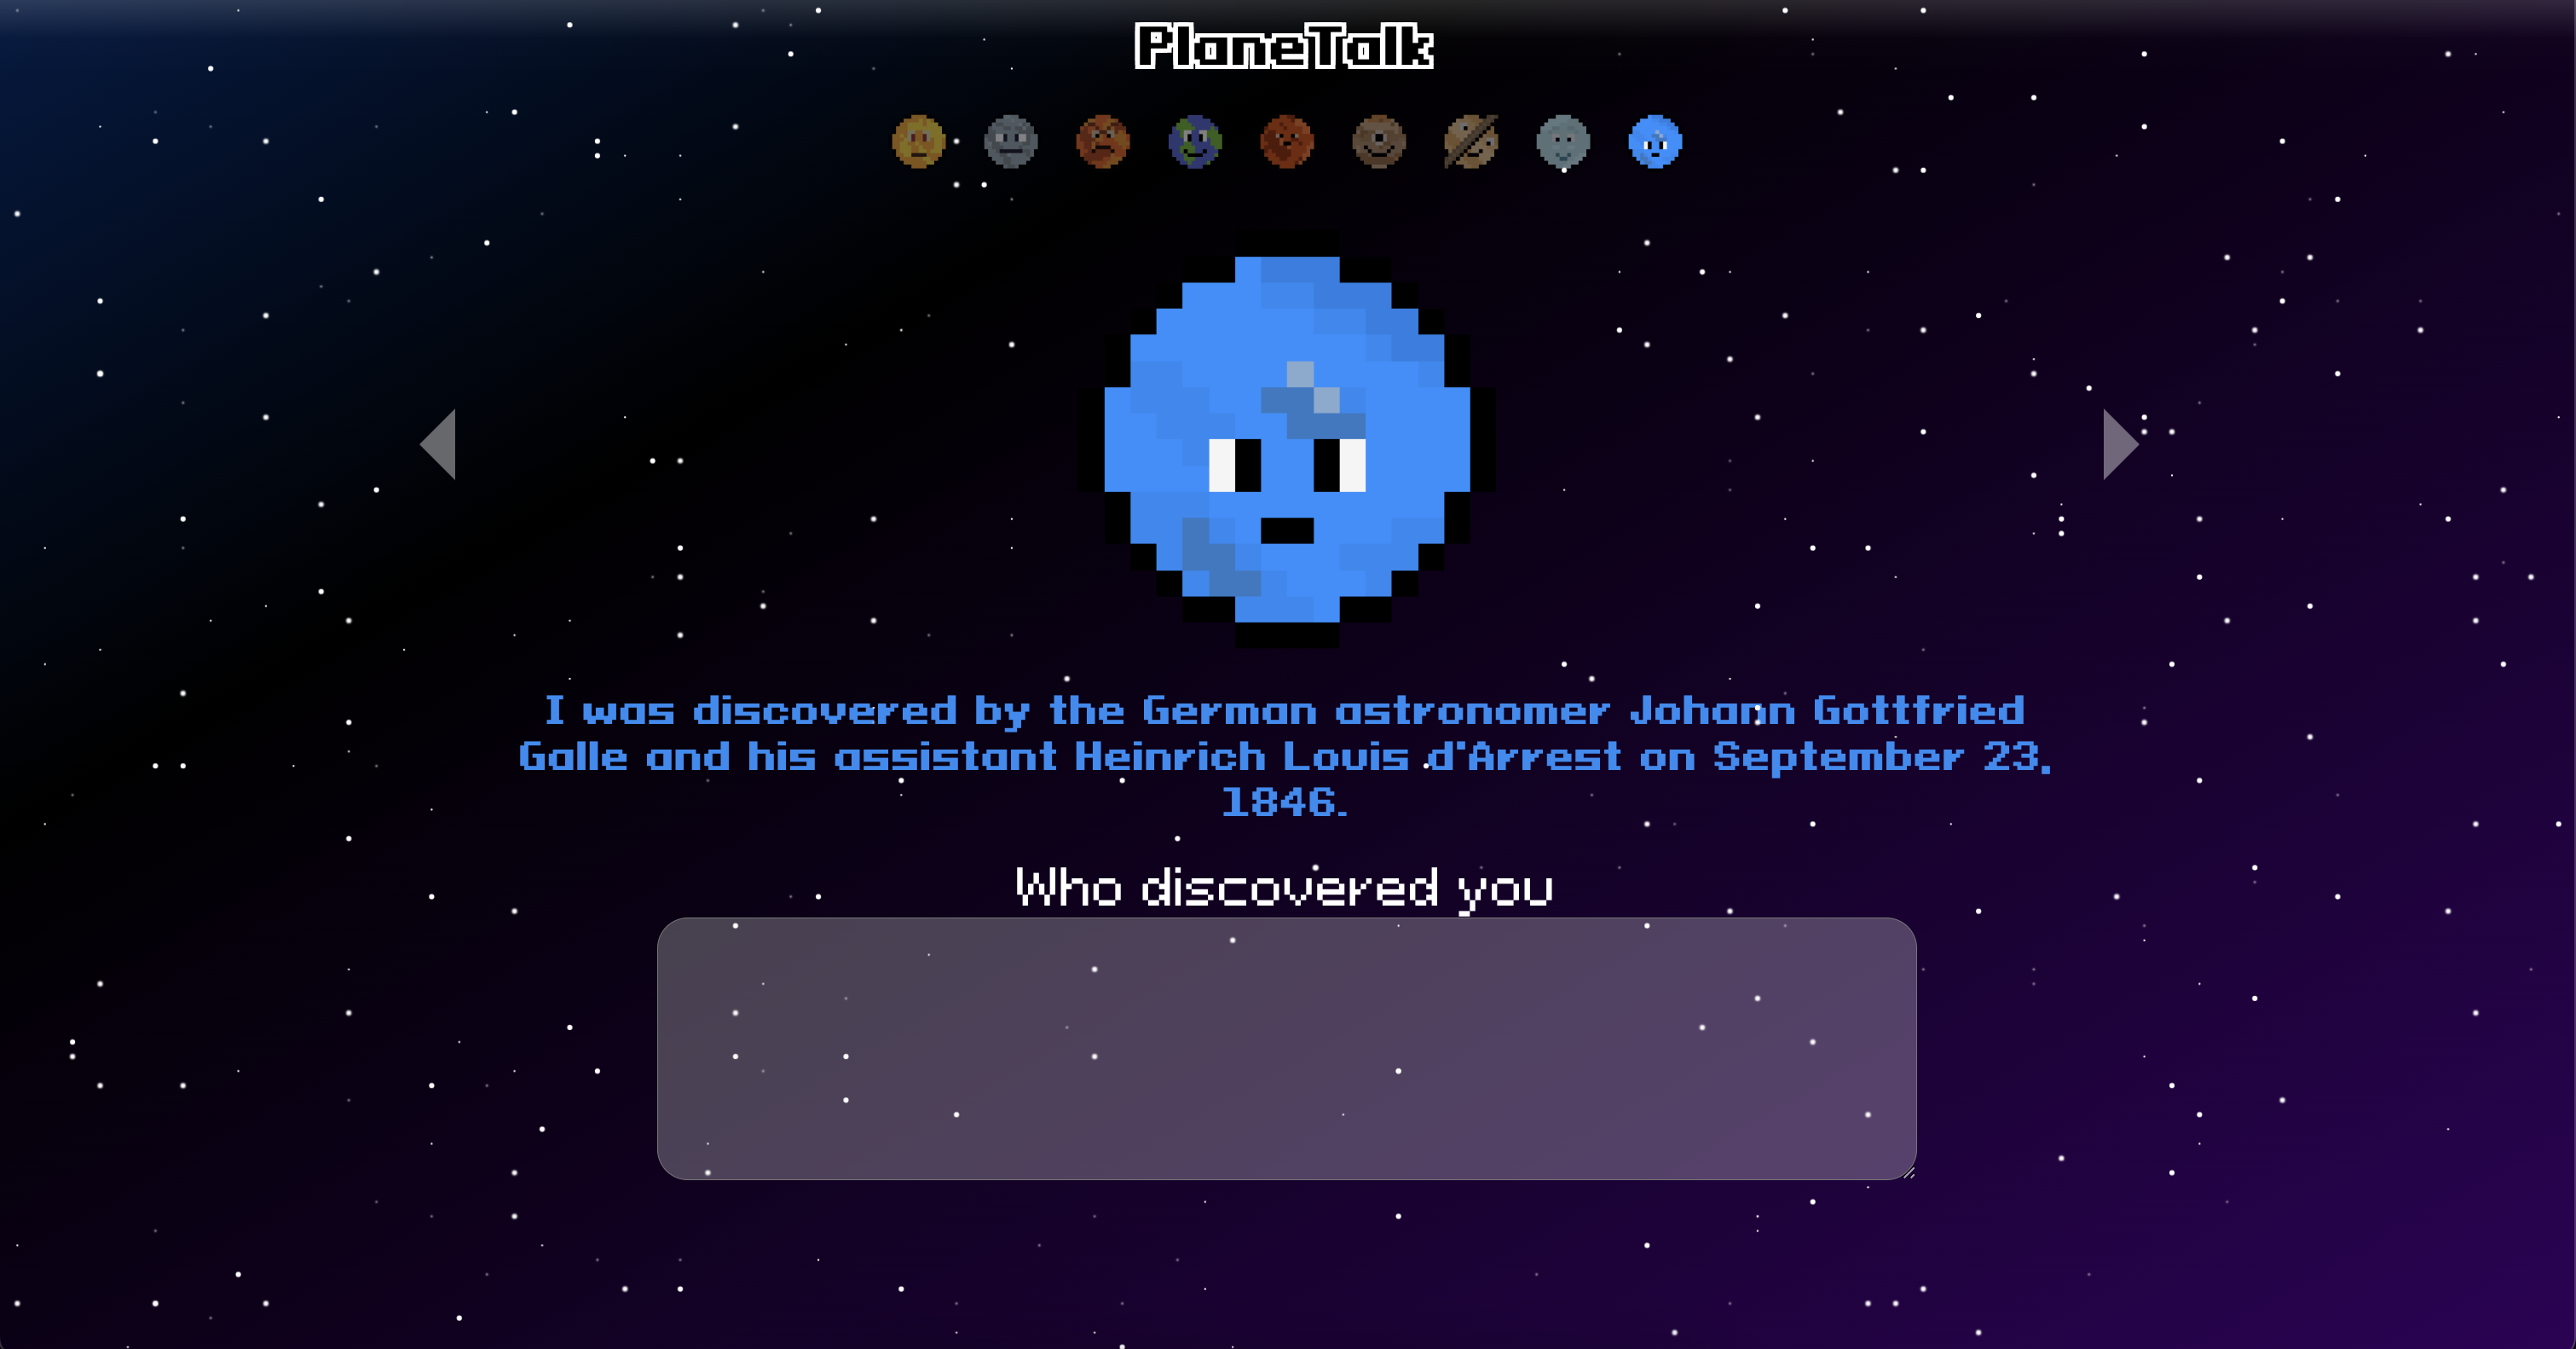 PlaneTalk
I was discovered by the German astronomer Johann Gottfried
Galle and his assistant Heinrich Louis d'Arrest on September 23,
1846.
Who discovered you